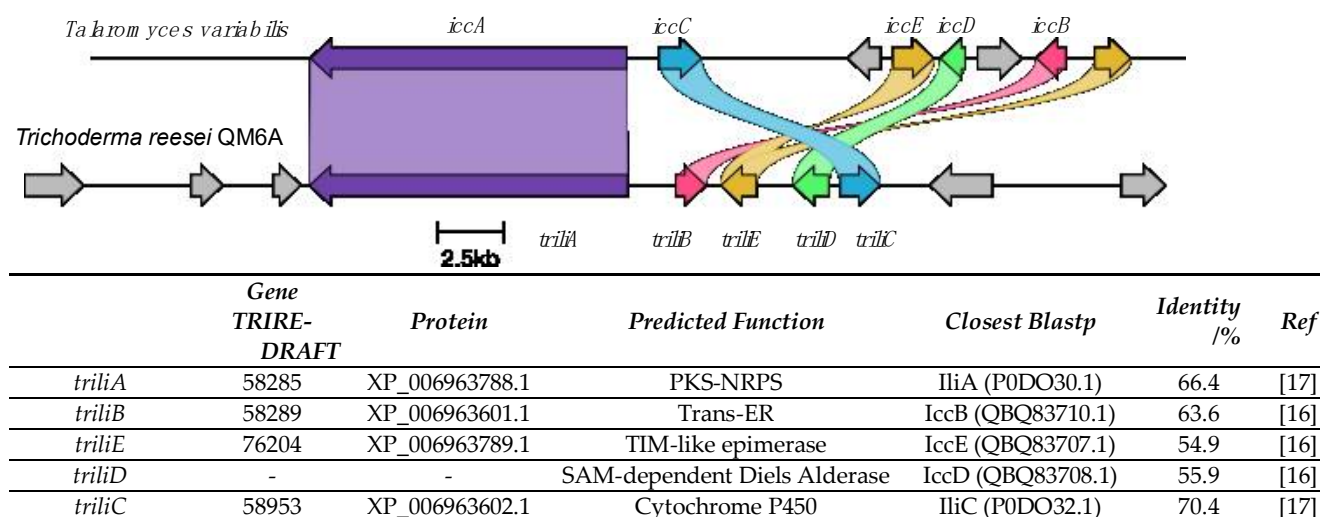 Talaromyces variabilis iccA iccC iccE iccD iccB
Trichoderma reesei QM6A
2.5kb
triliA triliB triliE triliD triliC
Gene TRIRE-DRAFT Protein Predicted Function Closest Blastp Identity /% Ref
triliA 58285 XP_006963788.1 PKS-NRPS IliA (P0DO30.1) 66.4 [17]
triliB 58289 XP_006963601.1 Trans-ER IccB (QBQ83710.1) 63.6 [16]
triliE 76204 XP_006963789.1 TIM-like epimerase IccE (QBQ83707.1) 54.9 [16]
triliD - - SAM-dependent Diels Alderase IccD (QBQ83708.1) 55.9 [16]
triliC 58953 XP_006963602.1 Cytochrome P450 IliC (P0DO32.1) 70.4 [17]